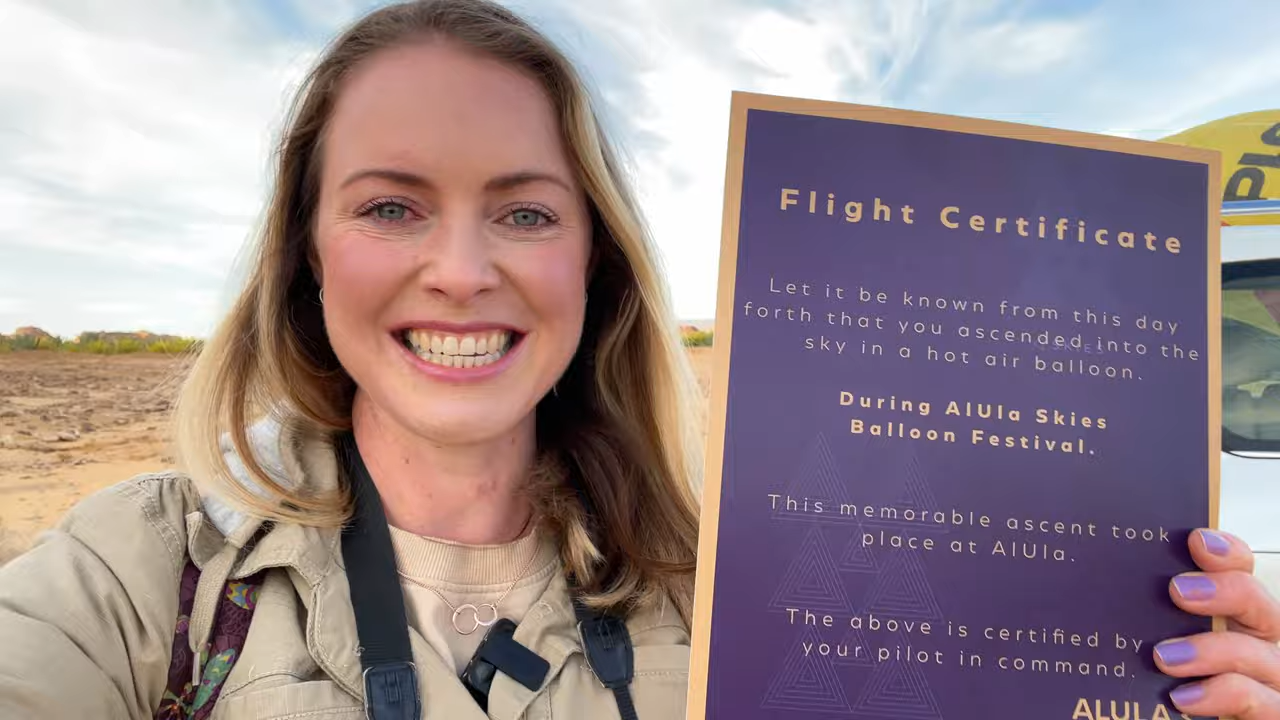 Flight Certificate
Let it be known from this day
forth that you ascended into the
sky in a hot air balloon.
During AlUla Skies
Balloon Festival.
This memorable ascent took
place at AlUla.
The above is certified by
your pilot in command.
ALULA